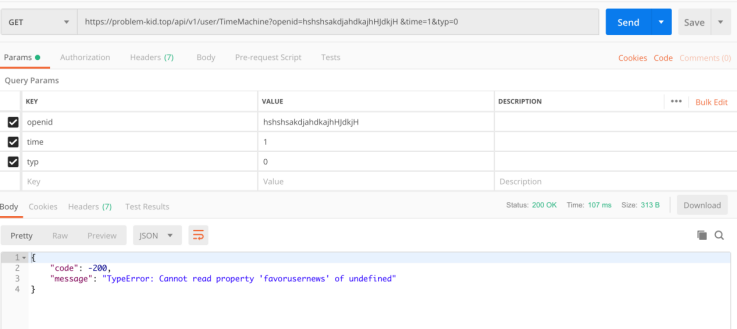 GET https://problem-kid.top/api/v1/user/TimeMachine?openid=hshshsakdjahdkajhHJdkjH &time=1&typ=0 Send Save
Params Authorization Headers (7) Body Pre-request Script Tests Cookies Code Comments (0)
Query Params
KEY VALUE DESCRIPTION ••• Bulk Edit
openid hshshsakdjahdkajhHJdkjH
time 1
typ 0
Key Value Description
Body Cookies Headers (7) Test Results Status: 200 OK Time: 107 ms Size: 313 B Download
Pretty Raw Preview JSON
1 {
2 "code": -200,
3 "message": "TypeError: Cannot read property 'favorusernews' of undefined"
4 }